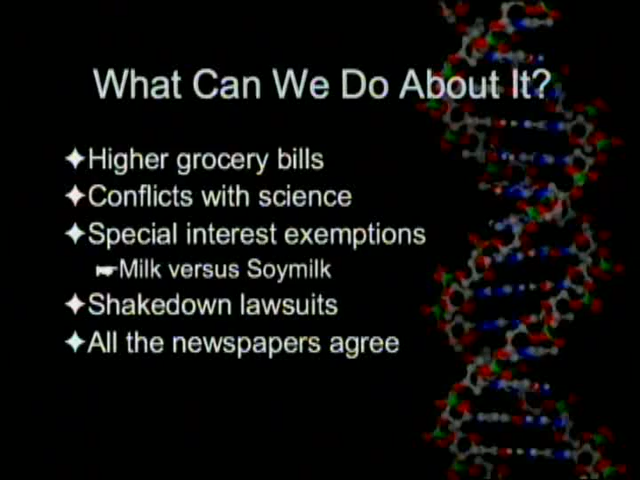 What Can We Do About It?
Higher grocery bills
Conflicts with science
Special interest exemptions
Milk versus Soymilk
Shakedown lawsuits
All the newspapers agree